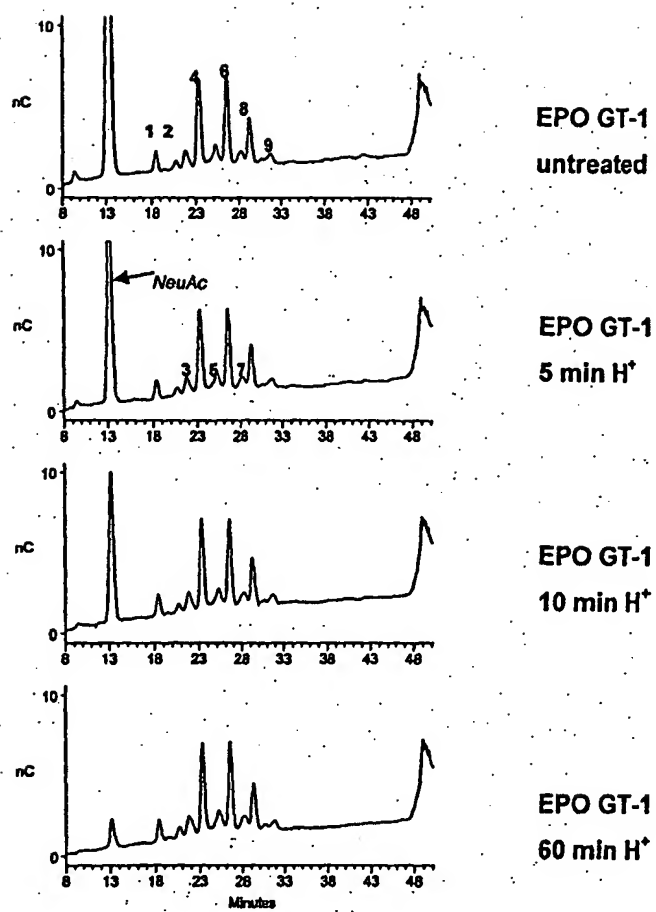 10
nC
0
1 2 4 6 8 9
8 13 18 23 28 33 38 43 48
EPO GT-1
untreated
10
nC
0
NeuAc
3 5 7
8 13 18 23 28 33 38 43 48
EPO GT-1
5 min H⁺
10
nC
0
8 13 18 23 28 33 38 43 48
EPO GT-1
10 min H⁺
10
nC
0
8 13 18 23 28 33 38 43 48
Minutes
EPO GT-1
60 min H⁺